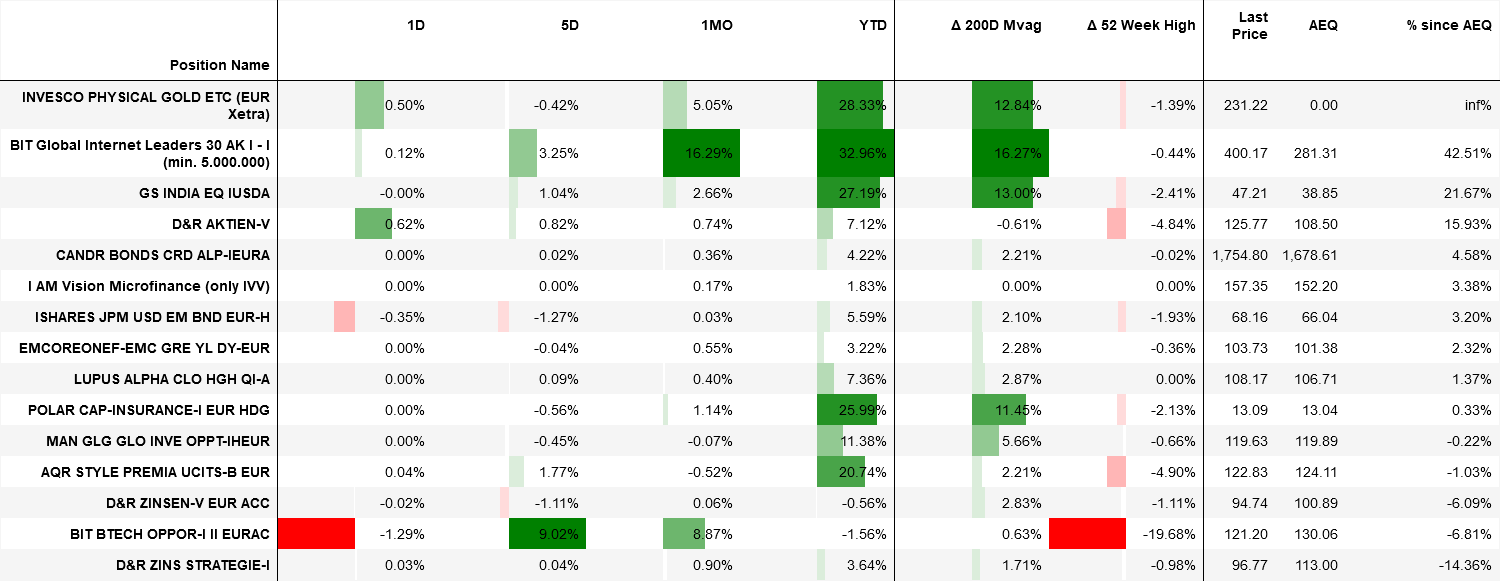 1D 5D 1MO YTD Δ 200D Mvag Δ 52 Week High Last Price AEQ % since AEQ
Position Name
INVESCO PHYSICAL GOLD ETC (EUR Xetra) 0.50% -0.42% 5.05% 28.33% 12.84% -1.39% 231.22 0.00 inf%
BIT Global Internet Leaders 30 AK I - I (min. 5.000.000) 0.12% 3.25% 16.29% 32.96% 16.27% -0.44% 400.17 281.31 42.51%
GS INDIA EQ IUSDA -0.00% 1.04% 2.66% 27.19% 13.00% -2.41% 47.21 38.85 21.67%
D&R AKTIEN-V 0.62% 0.82% 0.74% 7.12% -0.61% -4.84% 125.77 108.50 15.93%
CANDR BONDS CRD ALP-IEURA 0.00% 0.02% 0.36% 4.22% 2.21% -0.02% 1,754.80 1,678.61 4.58%
I AM Vision Microfinance (only IVV) 0.00% 0.00% 0.17% 1.83% 0.00% 0.00% 157.35 152.20 3.38%
ISHARES JPM USD EM BND EUR-H -0.35% -1.27% 0.03% 5.59% 2.10% -1.93% 68.16 66.04 3.20%
EMCOREONEF-EMC GRE YL DY-EUR 0.00% -0.04% 0.55% 3.22% 2.28% -0.36% 103.73 101.38 2.32%
LUPUS ALPHA CLO HGH QI-A 0.00% 0.09% 0.40% 7.36% 2.87% 0.00% 108.17 106.71 1.37%
POLAR CAP-INSURANCE-I EUR HDG 0.00% -0.56% 1.14% 25.99% 11.45% -2.13% 13.09 13.04 0.33%
MAN GLG GLO INVE OPPT-IHEUR 0.00% -0.45% -0.07% 11.38% 5.66% -0.66% 119.63 119.89 -0.22%
AQR STYLE PREMIA UCITS-B EUR 0.04% 1.77% -0.52% 20.74% 2.21% -4.90% 122.83 124.11 -1.03%
D&R ZINSEN-V EUR ACC -0.02% -1.11% 0.06% -0.56% 2.83% -1.11% 94.74 100.89 -6.09%
BIT BTECH OPPOR-I II EURAC -1.29% 9.02% 8.87% -1.56% 0.63% -19.68% 121.20 130.06 -6.81%
D&R ZINS STRATEGIE-I 0.03% 0.04% 0.90% 3.64% 1.71% -0.98% 96.77 113.00 -14.36%